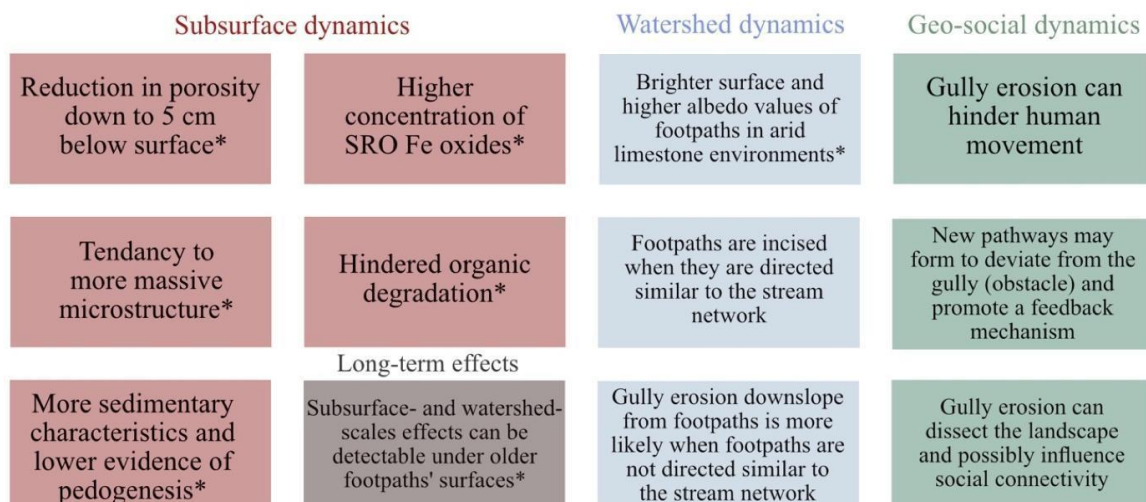 Subsurface dynamics
Reduction in porosity
down to 5 cm
below surface*
Higher
concentration of
SRO Fe oxides*
Tendancy to
more massive
microstructure*
Hindered organic
degradation*
More sedimentary
characteristics and
lower evidence of
pedogenesis*
Long-term effects
Subsurface- and watershed-
scales effects can be
detectable under older
footpaths' surfaces*
Watershed dynamics
Brighter surface and
higher albedo values of
footpaths in arid
limestone environments*
Footpaths are incised
when they are directed
similar to the stream
network
Gully erosion downslope
from footpaths is more
likely when footpaths are
not directed similar to
the stream network
Geo-social dynamics
Gully erosion can
hinder human
movement
New pathways may
form to deviate from the
gully (obstacle) and
promote a feedback
mechanism
Gully erosion can
dissect the landscape
and possibly influence
social connectivity